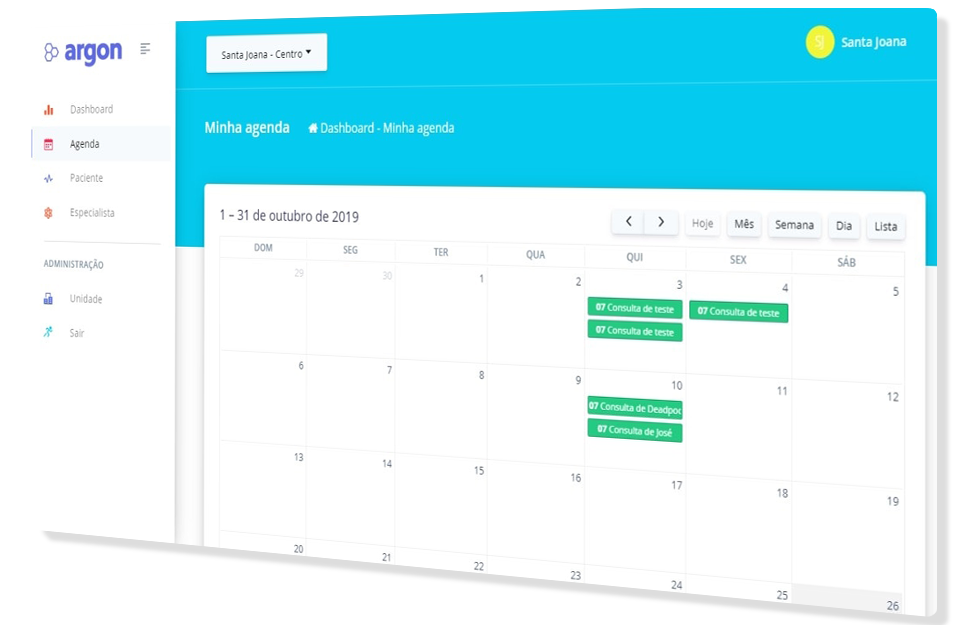 argon
Santa Joana - Centro
SJ
Santa Joana
Dashboard
Agenda
Paciente
Especialista
ADMINISTRAÇÃO
Unidade
Sair
Minha agenda
Dashboard - Minha agenda
1 – 31 de outubro de 2019
Hoje Mês Semana Dia Lista
DOM SEG TER QUA QUI SEX SÁB
29 30 1 2 3 4 5
07 Consulta de teste 07 Consulta de teste
07 Consulta de teste
6 7 8 9 10 11 12
07 Consulta de Deadpoo
07 Consulta de José
13 14 15 16 17 18 19
20 21 22 23 24 25 26